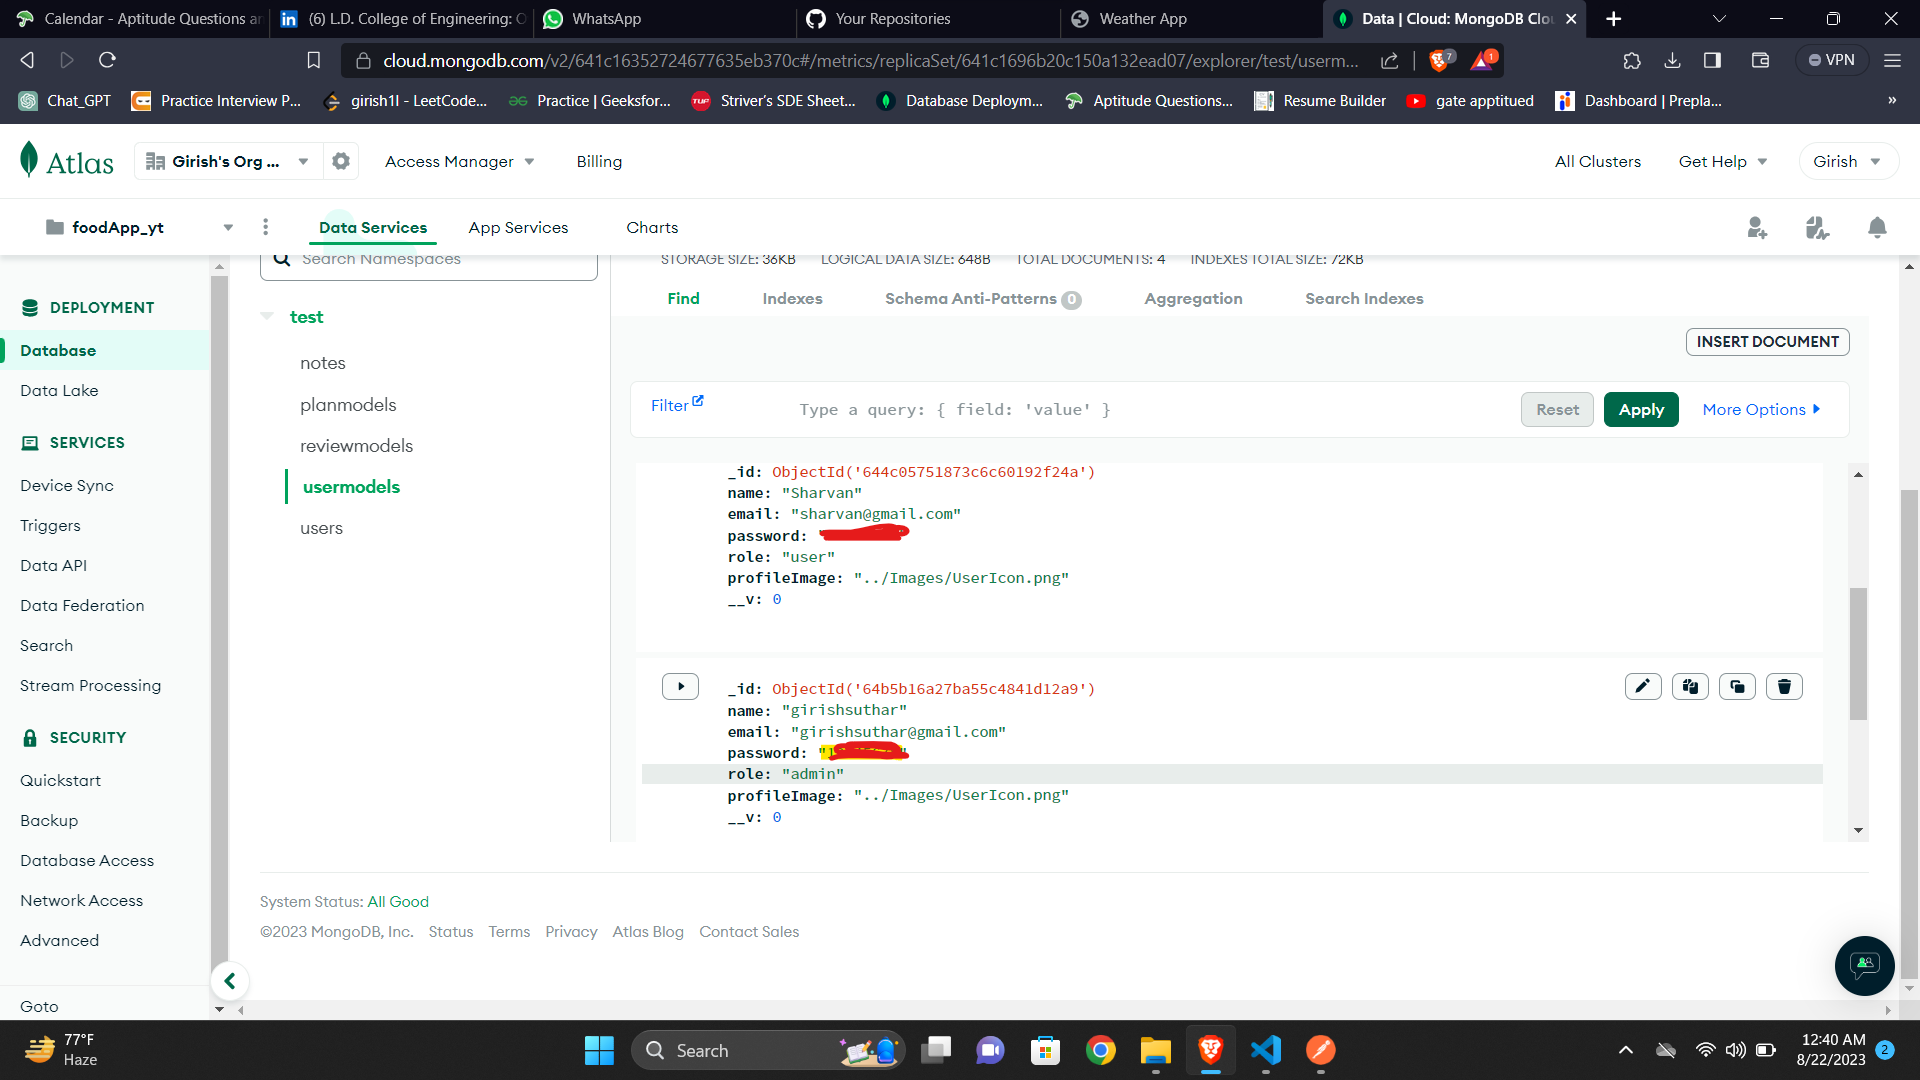 Calendar - Aptitude Questions ar
(6) L.D. College of Engineering: O
WhatsApp
Your Repositories
Weather App
Data | Cloud: MongoDB Clou
cloud.mongodb.com/v2/641c16352724677635eb370c#/metrics/replicaSet/641c1696b20c150a132ead07/explorer/test/userm...
7
1
VPN
Chat_GPT
Practice Interview P...
girish1l - LeetCode...
Practice | Geeksfor...
Striver's SDE Sheet...
Database Deploym...
Aptitude Questions...
Resume Builder
gate apptitued
Dashboard | Prepla...
»
Atlas
Girish's Org ...
Access Manager
Billing
All Clusters
Get Help
Girish
foodApp_yt
Data Services
App Services
Charts
DEPLOYMENT
Database
Data Lake
SERVICES
Device Sync
Triggers
Data API
Data Federation
Search
Stream Processing
SECURITY
Quickstart
Backup
Database Access
Network Access
Advanced
Goto
Search Namespaces
test
notes
planmodels
reviewmodels
usermodels
users
STORAGE SIZE: 36KB LOGICAL DATA SIZE: 648B TOTAL DOCUMENTS: 4 INDEXES TOTAL SIZE: 72KB
Find
Indexes
Schema Anti-Patterns 0
Aggregation
Search Indexes
INSERT DOCUMENT
Filter
Type a query: { field: 'value' }
Reset
Apply
More Options
_id: ObjectId('644c05751873c6c60192f24a')
name: "Sharvan"
email: "sharvan@gmail.com"
password:
role: "user"
profileImage: "../Images/UserIcon.png"
__v: 0
_id: ObjectId('64b5b16a27ba55c4841d12a9')
name: "girishsuthar"
email: "girishsuthar@gmail.com"
password:
role: "admin"
profileImage: "../Images/UserIcon.png"
__v: 0
System Status: All Good
©2023 MongoDB, Inc. Status Terms Privacy Atlas Blog Contact Sales
77°F
Haze
Search
12:40 AM
8/22/2023
2